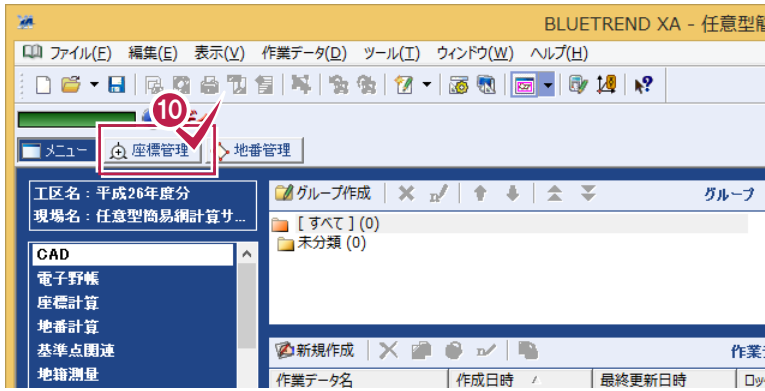 BLUETREND XA - 任意型簡
ファイル(F) 編集(E) 表示(V) 作業データ(D) ツール(T) ウィンドウ(W) ヘルプ(H)
10
メニュー 座標管理 地番管理
工区名：平成26年度分
現場名：任意型簡易網計算サ...
CAD
電子野帳
座標計算
地番計算
基準点関連
地籍測量
グループ作成 グループ
[すべて] (0)
未分類 (0)
新規作成 作業デ
作業データ名 作成日時 最終更新日時 ロッ